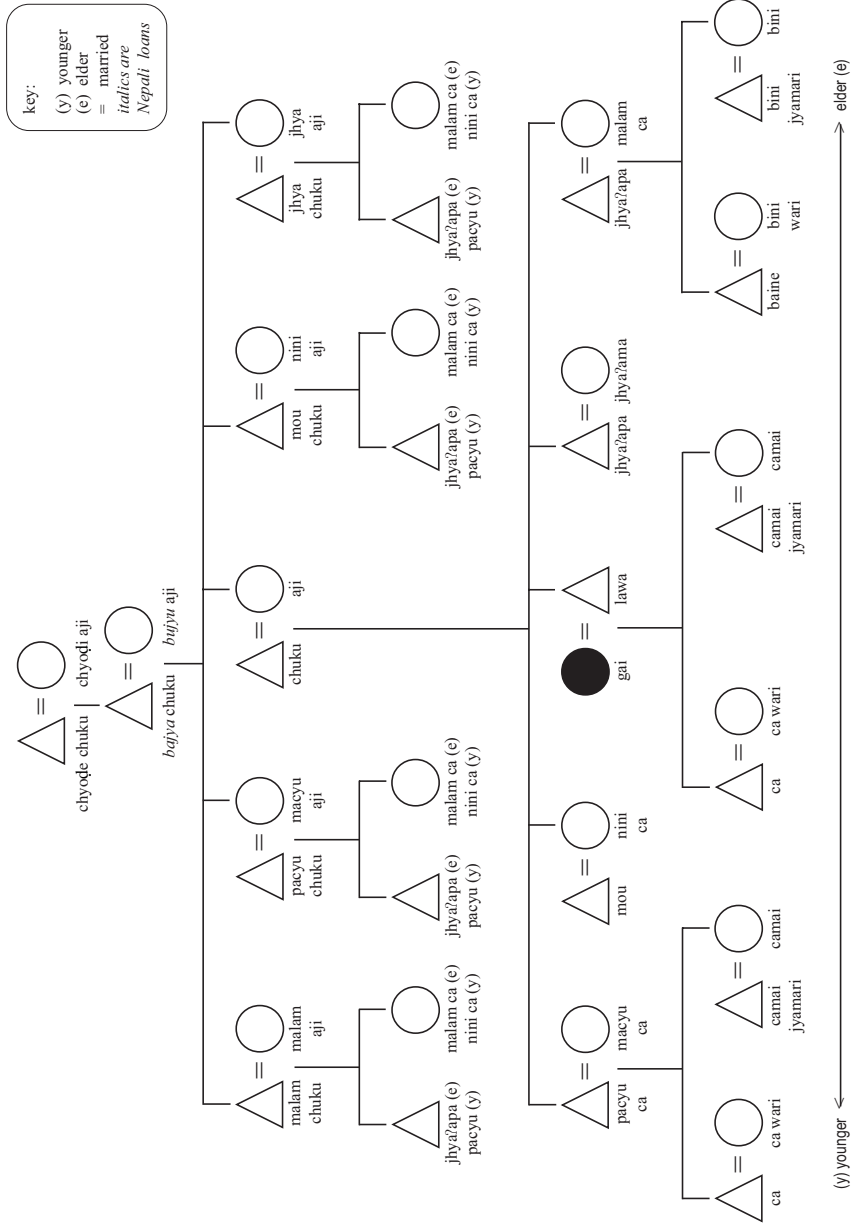 key:
(y) younger
(e) elder
= married
italics are
Nepali loans
chyoḍe chuku = chyoḍi aji
bajya chuku = bujyu aji
malam
chuku
=
malam
aji
pacyu
chuku
=
macyu
aji
chuku
=
aji
mou
chuku
=
nini
aji
jhya
chuku
=
jhya
aji
jhyaʔapa (e)
pacyu (y)
malam ca (e)
nini ca (y)
jhyaʔapa (e)
pacyu (y)
malam ca (e)
nini ca (y)
jhyaʔapa (e)
pacyu (y)
malam ca (e)
nini ca (y)
jhyaʔapa (e)
pacyu (y)
malam ca (e)
nini ca (y)
pacyu
ca
=
macyu
ca
mou
=
nini
ca
gai
=
lawa
jhyaʔapa
=
jhyaʔama
jhyaʔapa
=
malam
ca
ca
=
ca wari
camai
jyamari
=
camai
ca
=
ca wari
camai
jyamari
=
camai
baine
=
bini
wari
bini
jyamari
=
bini
(y) younger
elder (e)